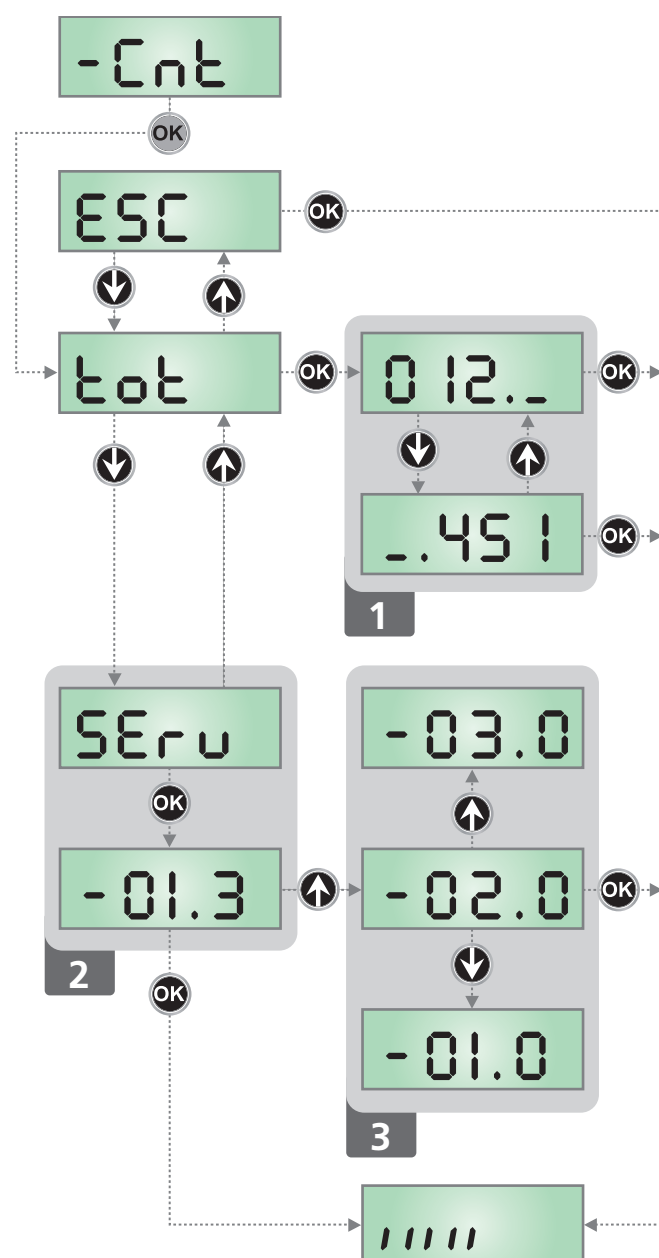 -Cnt
OK
ESC
OK
tot
OK
012._
OK
_.451
OK
1
SEru
OK
-01.3
2
OK
-03.0
-02.0
OK
-01.0
3
,,,,,